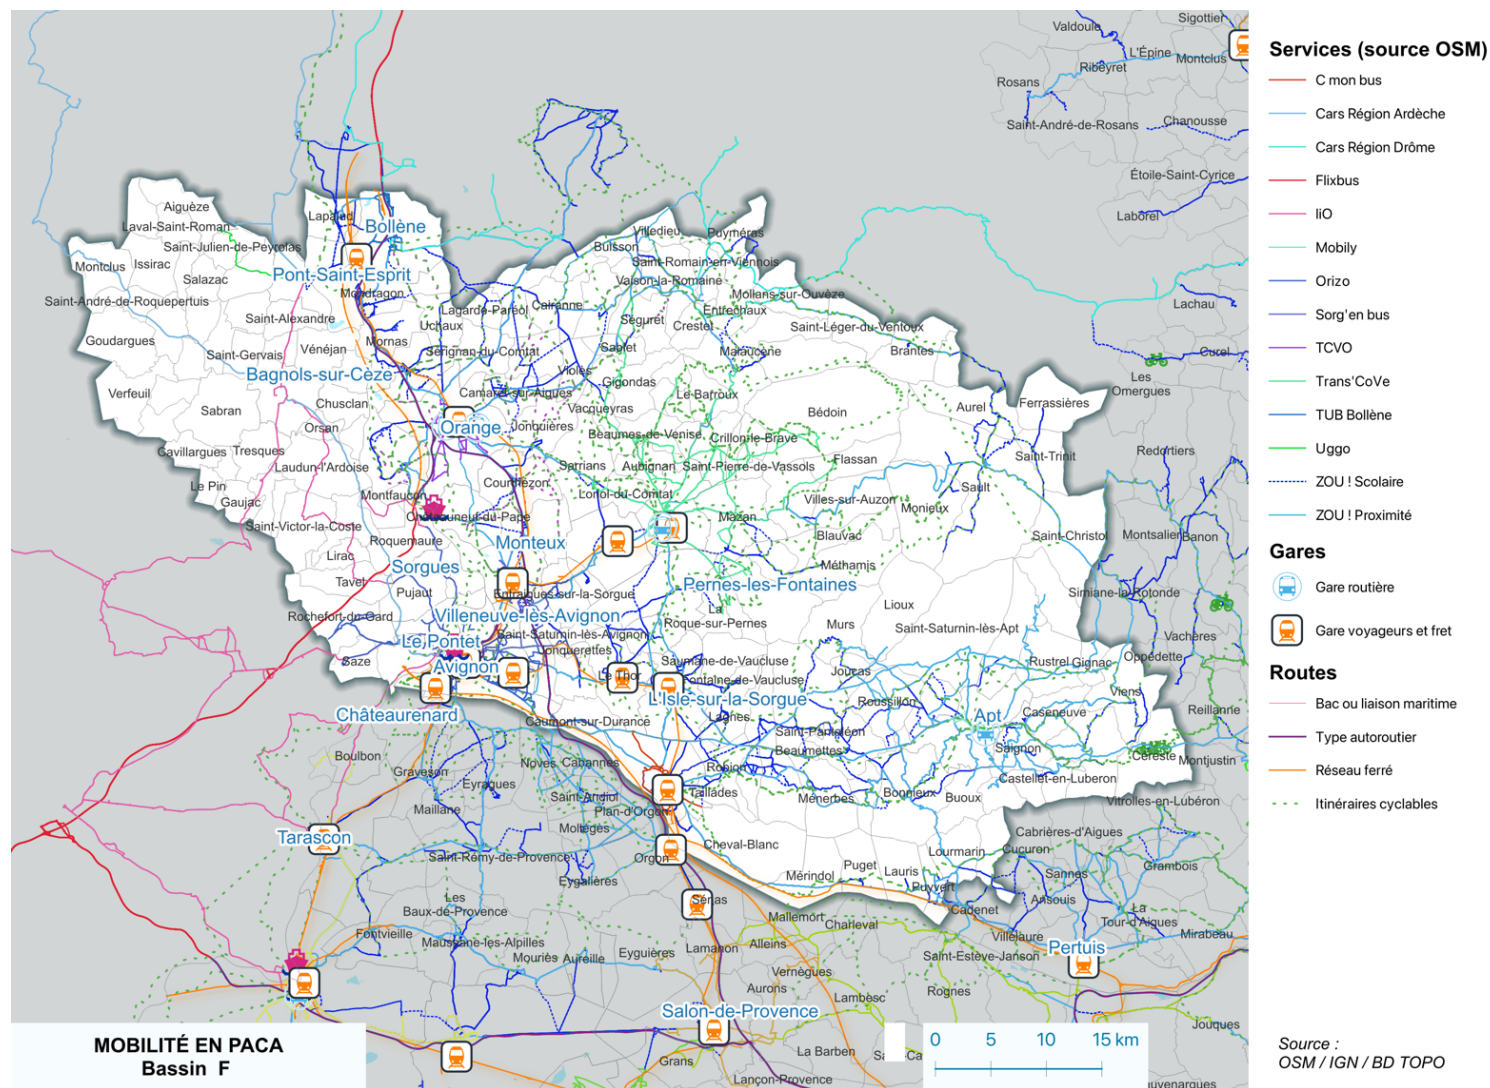 Sigottier
Valdoule
L'Épine
Montclus
Ribeyret
Rosans
Saint-André-de-Rosans
Chanousse
Étoile-Saint-Cyrice
Laborel
Lachau
Curel
Les
Omergues
Aiguèze
Laval-Saint-Roman
Lapalud
Bollène
Saint-Julien-de-Peyrolas
Montclus
Issirac
Salazac
Pont-Saint-Esprit
Saint-André-de-Roquepertuis
Mondragon
Saint-Alexandre
Goudargues
Saint-Gervais
Vénéjan
Mornas
Bagnols-sur-Cèze
Verfeuil
Sabran
Chusclan
Orsan
Cavillargues
Tresques
Laudun-l'Ardoise
Le Pin
Gaujac
Saint-Victor-la-Coste
Montfaucon
Roquemaure
Lirac
Tavel
Pujaut
Rochefort-du-Gard
Saze
Villedieu
Puyméras
Buisson
Saint-Romain-en-Viennois
Vaison-la-Romaine
Mollans-sur-Ouvèze
Entrechaux
Cairanne
Lagarde-Paréol
Uchaux
Séguret
Crestet
Saint-Léger-du-Ventoux
Brantes
Sérignan-du-Comtat
Sablet
Malaucène
Violès
Gigondas
Camaret-sur-Aigues
Vacqueyras
Le Barroux
Bédoin
Aurel
Ferrassières
Orange
Jonquières
Beaumes-de-Venise
Crillon-le-Brave
Sarrians
Aubignan
Saint-Pierre-de-Vassols
Flassan
Saint-Trinit
Redortiers
Courthézon
Loriol-du-Comtat
Villes-sur-Auzon
Sault
Monieux
Châteauneuf-du-Pape
Mazan
Blauvac
Saint-Christol
Montsalier
Banon
Monteux
Sorgues
Méthamis
Pernes-les-Fontaines
Entraigues-sur-la-Sorgue
Simiane-la-Rotonde
Villeneuve-lès-Avignon
La
Roque-sur-Pernes
Lioux
Murs
Saint-Saturnin-lès-Apt
Vachères
Le Pontet
Saint-Saturnin-lès-Avignon
Jonquerettes
Avignon
Le Thor
Saumane-de-Vaucluse
Fontaine-de-Vaucluse
Joucas
Rustrel
Gignac
Oppedette
L'Isle-sur-la-Sorgue
Roussillon
Viens
Châteaurenard
Caumont-sur-Durance
Lagnes
Saint-Pantaléon
Apt
Caseneuve
Reillanne
Beaumettes
Saignon
Céreste
Montjustin
Boulbon
Graveson
Noves
Cabannes
Robion
Castellet-en-Luberon
Eyragues
Saint-Andiol
Taillades
Ménerbes
Bonnieux
Buoux
Vitrolles-en-Lubéron
Maillane
Plan-d'Orgon
Mollégès
Cabrières-d'Aigues
Tarascon
Cheval-Blanc
Lourmarin
Cucuron
Saint-Rémy-de-Provence
Orgon
Puget
Lauris
Sannes
Grambois
Eygalières
Mérindol
Puyvert
Ansouis
Les
Baux-de-Provence
Sénas
Cadenet
La
Tour-d'Aigues
Mallemort
Charleval
Villelaure
Mirabeau
Fontvieille
Maussane-les-Alpilles
Eyguières
Lamanon
Alleins
Pertuis
Mouriès
Aureille
Saint-Estève-Janson
Vernègues
Aurons
Lambesc
Rognes
Salon-de-Provence
Jouques
Grans
La Barben
Lançon-Provence
MOBILITÉ EN PACA
Bassin F
0 5 10 15 km
Services (source OSM)
C mon bus
Cars Région Ardèche
Cars Région Drôme
Flixbus
liO
Mobily
Orizo
Sorg'en bus
TCVO
Trans'CoVe
TUB Bollène
Uggo
ZOU ! Scolaire
ZOU ! Proximité
Gares
Gare routière
Gare voyageurs et fret
Routes
Bac ou liaison maritime
Type autoroutier
Réseau ferré
Itinéraires cyclables
Source :
OSM / IGN / BD TOPO